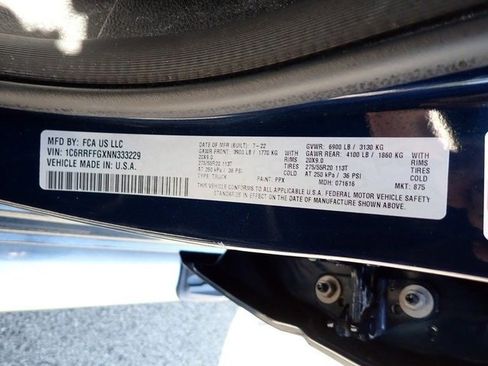 MFD BY: FCA US LLC
VIN: 1C6RRFFGXNN333229
VEHICLE MADE IN: U.S.A.
DATE OF MFR (BUILT): 7-22 GVWR: 6900 LB / 3130 KG
GAWR FRONT: 3900 LB / 1770 KG WITH GAWR REAR: 4100 LB / 1860 KG WITH
20X9.0 RIMS 20X9.0 RIMS
275/55R20 113T TIRES 275/55R20 113T TIRES
AT 250 kPa / 36 PSI COLD AT 250 kPa / 36 PSI COLD
TYPE: TRUCK PAINT: PPX MDH: 071616 MKT: 875
THIS VEHICLE CONFORMS TO ALL APPLICABLE U.S.A. FEDERAL MOTOR VEHICLE SAFETY
STANDARDS IN EFFECT ON THE DATE OF MANUFACTURE SHOWN ABOVE.